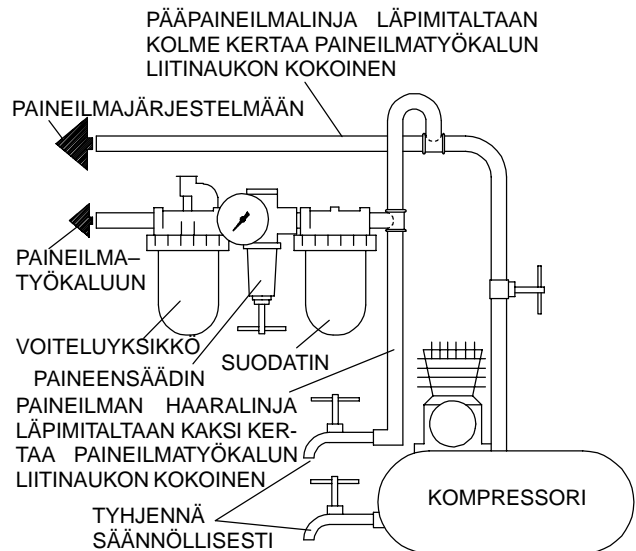 PÄÄPAINEILMALINJA LÄPIMITALTAAN
KOLME KERTAA PAINEILMATYÖKALUN
LIITINAUKON KOKOINEN
PAINEILMAJÄRJESTELMÄÄN
PAINEILMA–
TYÖKALUUN
VOITELUYKSIKKÖ
SUODATIN
PAINEENSÄÄDIN
PAINEILMAN HAARALINJA
LÄPIMITALTAAN KAKSI KER-
TAA PAINEILMATYÖKALUN
LIITINAUKON KOKOINEN
KOMPRESSORI
TYHJENNÄ
SÄÄNNÖLLISESTI